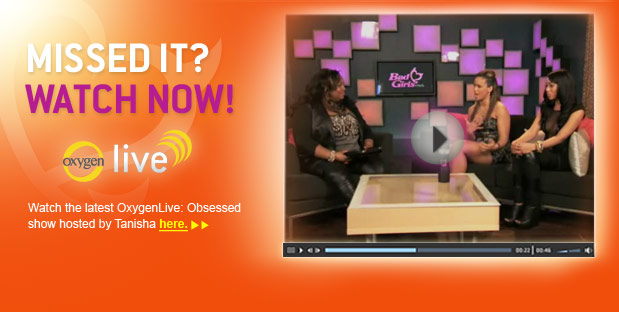 MISSED IT?
WATCH NOW!
oxygen live
Watch the latest OxygenLive: Obsessed
show hosted by Tanisha here.
Bad
Girls
00:22 00:46